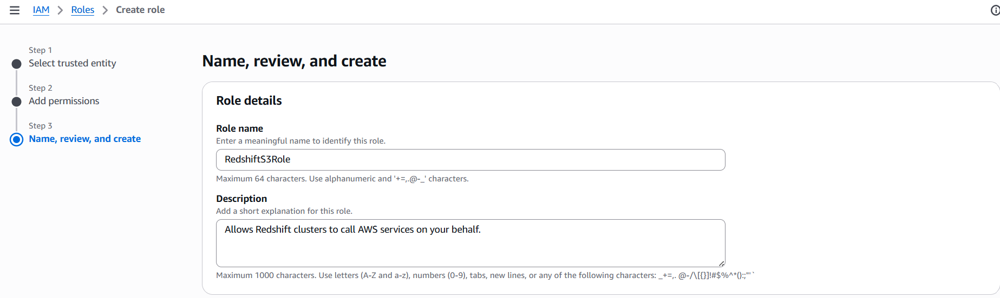 IAM > Roles > Create role
Step 1
Select trusted entity
Step 2
Add permissions
Step 3
Name, review, and create
Name, review, and create
Role details
Role name
Enter a meaningful name to identify this role.
RedshiftS3Role
Maximum 64 characters. Use alphanumeric and '+=,.@-_' characters.
Description
Add a short explanation for this role.
Allows Redshift clusters to call AWS services on your behalf.
Maximum 1000 characters. Use letters (A-Z and a-z), numbers (0-9), tabs, new lines, or any of the following characters: _+=,. @-/\[{}]!#$%^*();:"'`